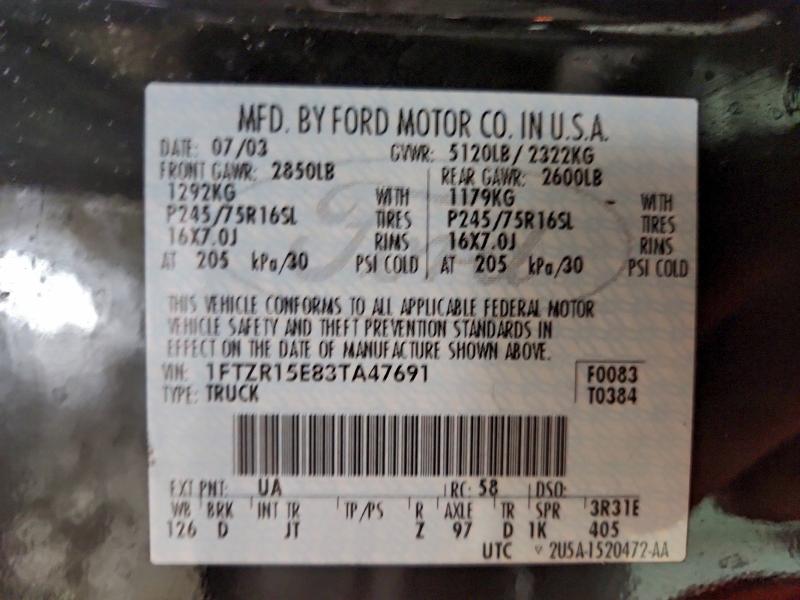 MFD. BY FORD MOTOR CO. IN U.S.A.
DATE: 07/03 GVWR: 5120LB/ 2322KG
FRONT GAWR: 2850LB REAR GAWR: 2600LB
1292KG WITH 1179KG WITH
P245/75R16SL TIRES P245/75R16SL TIRES
16X7.0J RIMS 16X7.0J RIMS
AT 205 kPa/30 PSI COLD AT 205 kPa/30 PSI COLD
THIS VEHICLE CONFORMS TO ALL APPLICABLE FEDERAL MOTOR
VEHICLE SAFETY AND THEFT PREVENTION STANDARDS IN
EFFECT ON THE DATE OF MANUFACTURE SHOWN ABOVE.
VIN: 1FTZR15E83TA47691 F0083
TYPE: TRUCK T0384
EXT PNT: UA RC: 58 DSO:
WB BRK INT TR TP/PS R AXLE TR SPR 3R31E
126 D JT Z 97 D 1K 405
UTC ▽ 2U5A-1520472-AA
Ford